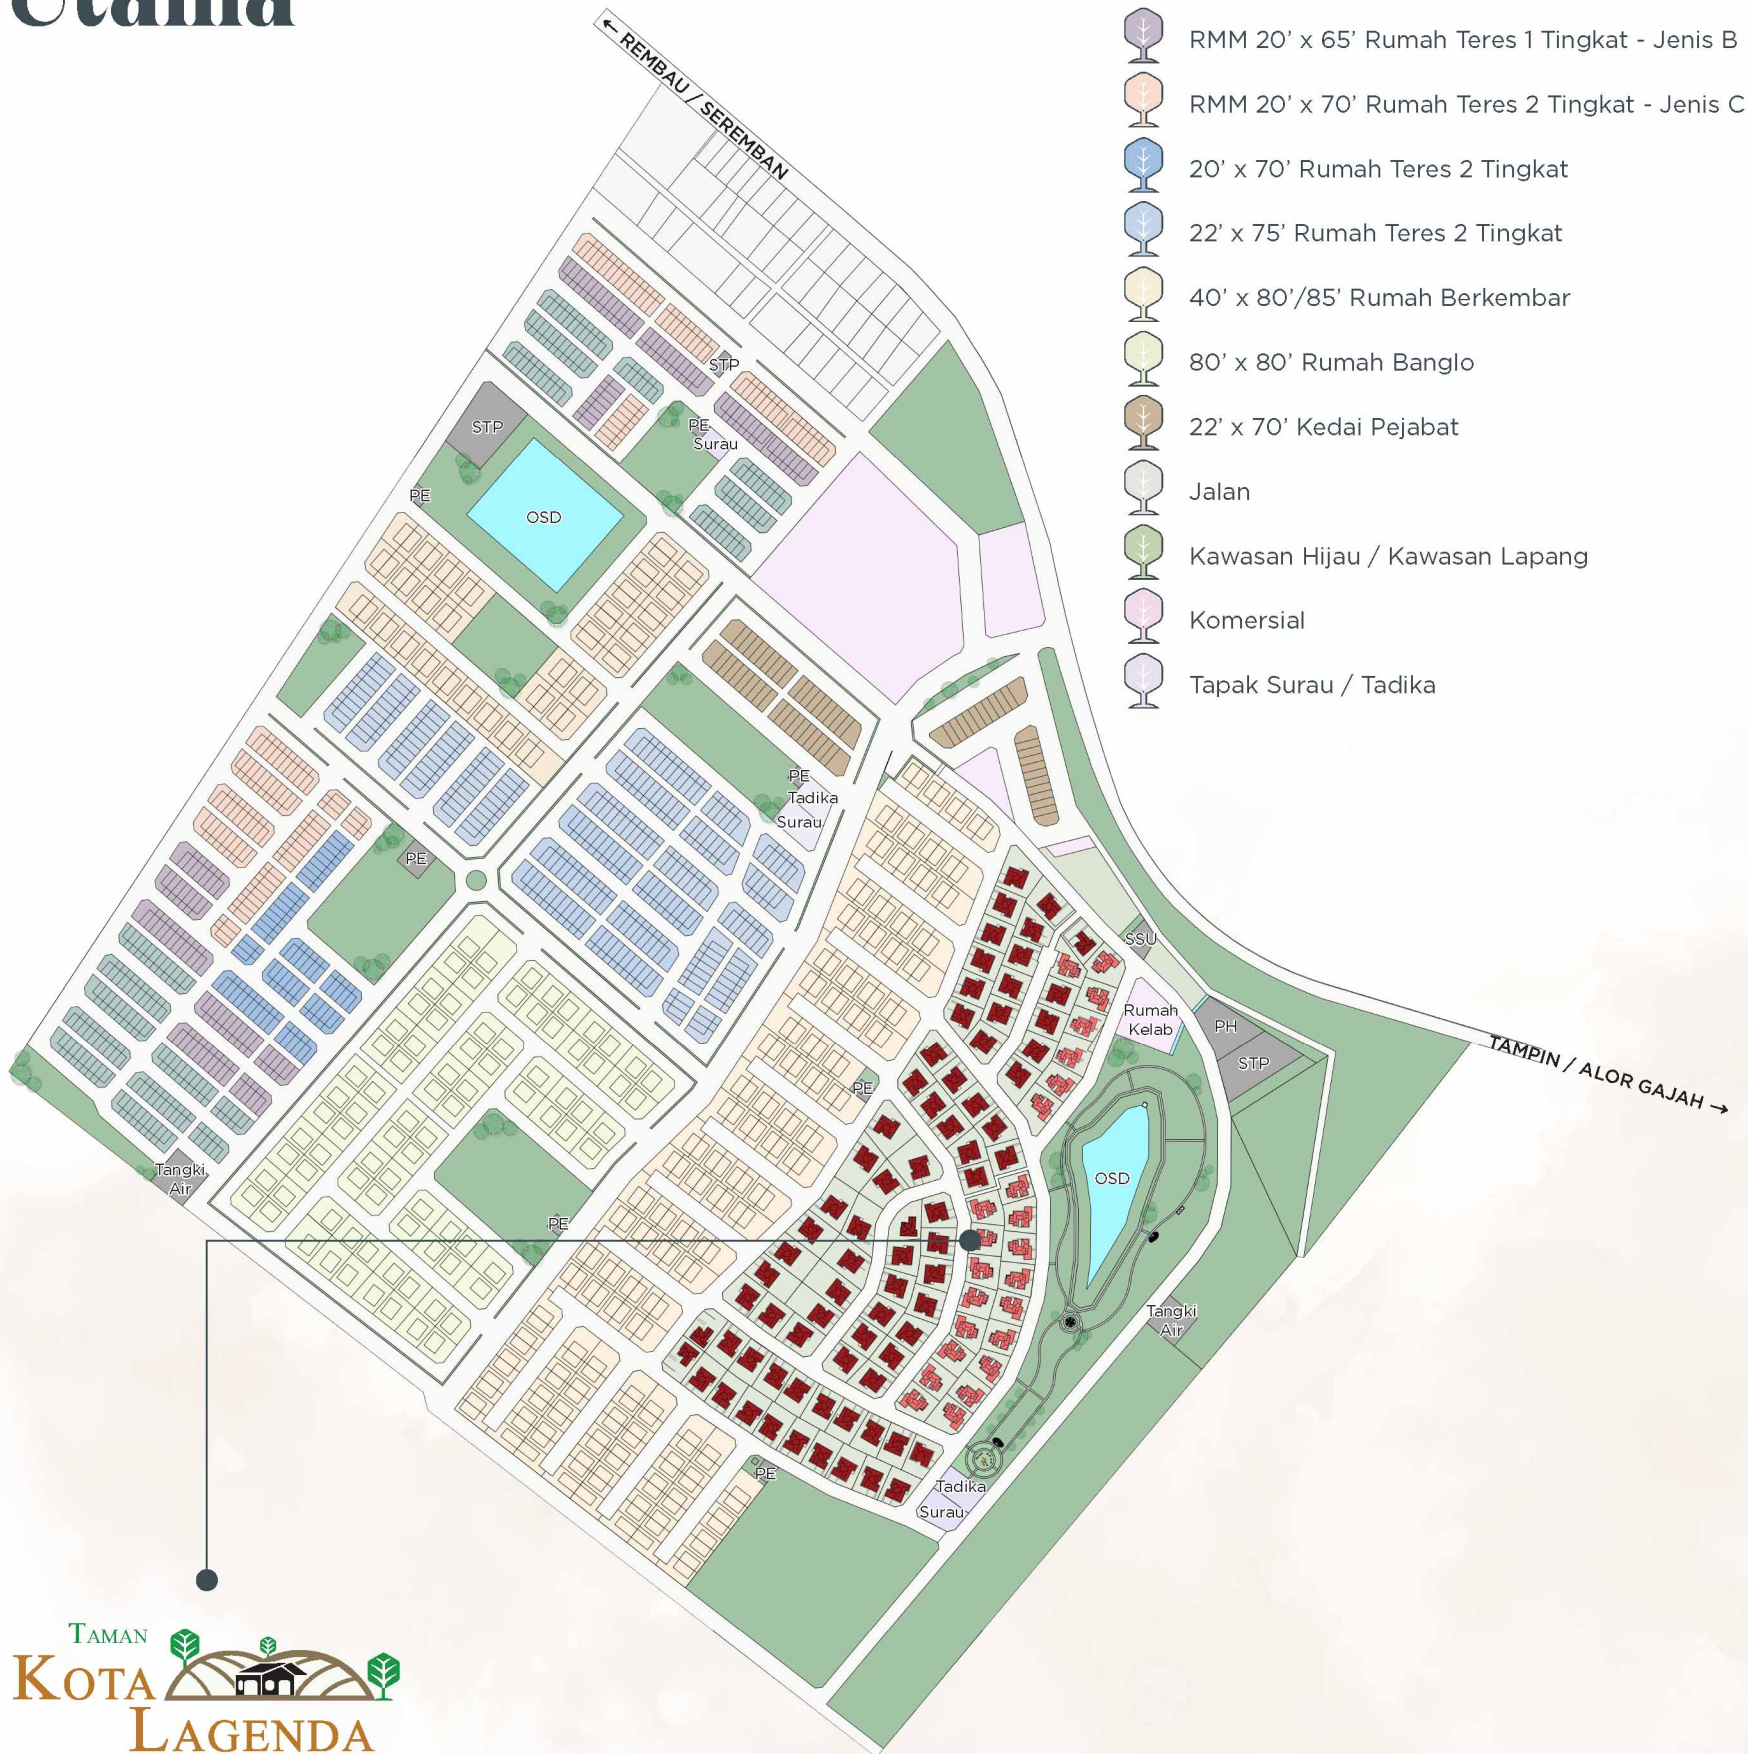 Utama
RMM 20' x 65' Rumah Teres 1 Tingkat - Jenis B
RMM 20' x 70' Rumah Teres 2 Tingkat - Jenis C
20' x 70' Rumah Teres 2 Tingkat
22' x 75' Rumah Teres 2 Tingkat
40' x 80'/85' Rumah Berkembar
80' x 80' Rumah Banglo
22' x 70' Kedai Pejabat
Jalan
Kawasan Hijau / Kawasan Lapang
Komersial
Tapak Surau / Tadika
← REMBAU / SEREMBAN
STP
STP
PE
Surau
PE
OSD
PE
Tadika
Surau
PE
SSU
Rumah
Kelab
PH
STP
TAMPIN / ALOR GAJAH →
PE
Tangki
Air
OSD
PE
Tangki
Air
PE
Tadika
Surau
TAMAN
KOTA
LAGENDA